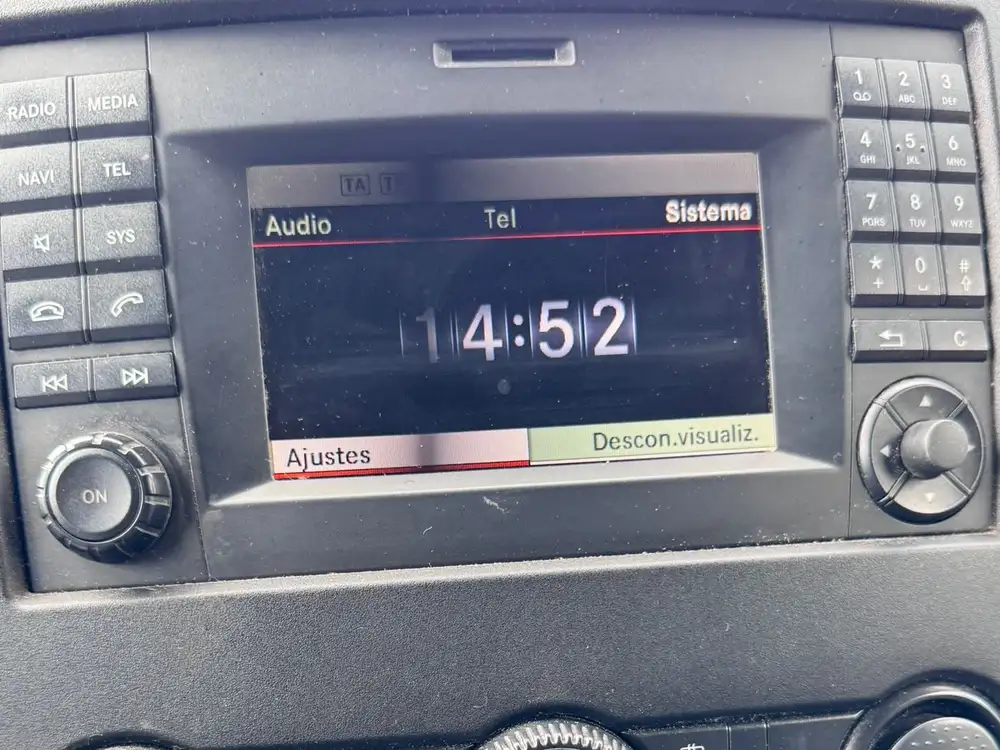 RADIO MEDIA
NAVI TEL
SYS
ON
TA
Audio Tel Sistema
14:52
Ajustes Descon.visualiz.
1 2 ABC 3 DEF
4 GHI 5 JKL 6 MNO
7 PQRS 8 TUV 9 WXYZ
* + 0 #
C